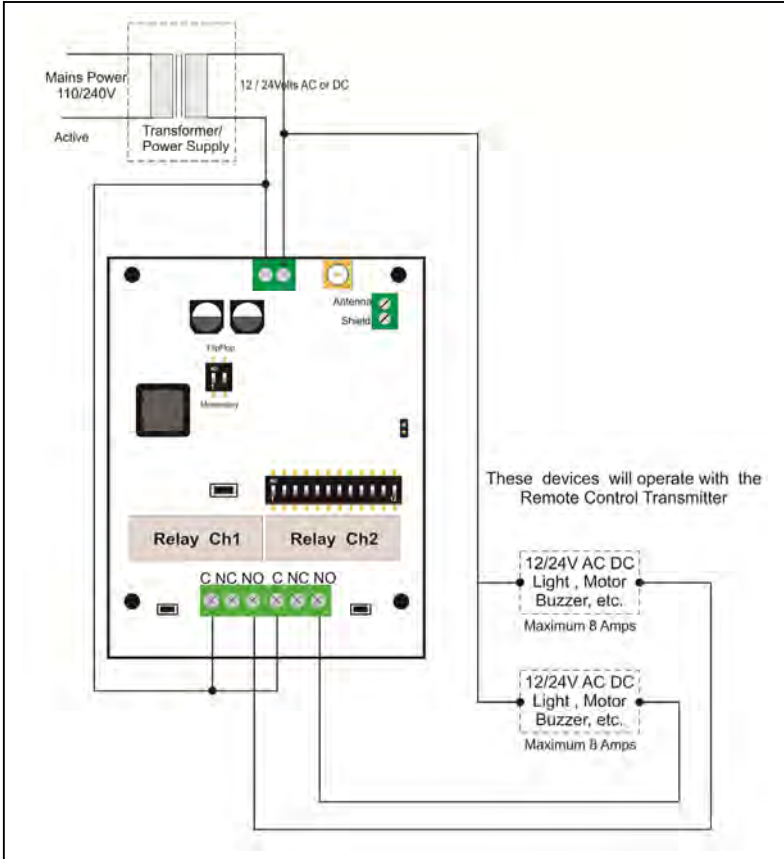 Mains Power
110/240V
12 / 24Volts AC or DC
Active
Transformer/
Power Supply
Antenna
Shield
FlipFlop
Momentary
These devices will operate with the
Remote Control Transmitter
Relay Ch1
Relay Ch2
C NC NO C NC NO
12/24V AC DC
Light , Motor
Buzzer, etc.
Maximum 8 Amps
12/24V AC DC
Light , Motor
Buzzer, etc.
Maximum 8 Amps